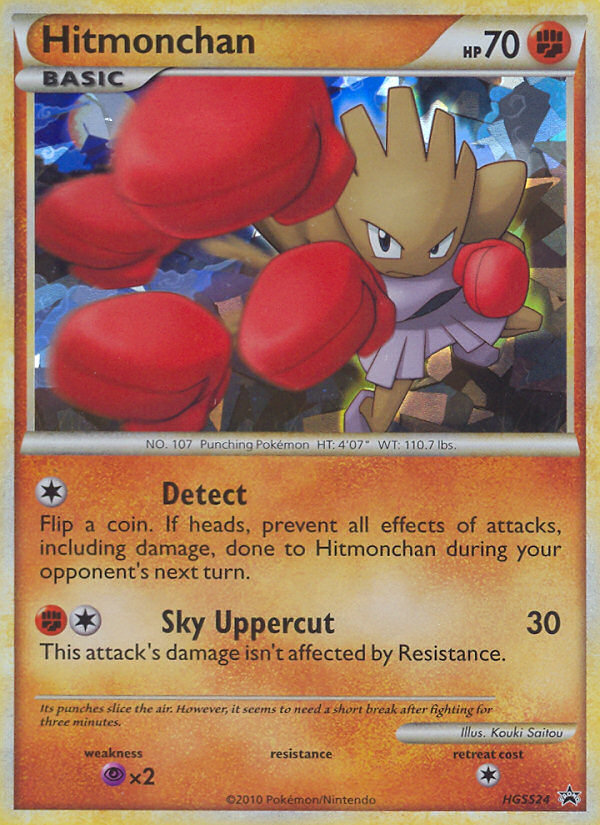 Hitmonchan
HP 70
BASIC
NO. 107 Punching Pokémon HT: 4'07" WT: 110.7 lbs.
Detect
Flip a coin. If heads, prevent all effects of attacks,
including damage, done to Hitmonchan during your
opponent's next turn.
Sky Uppercut 30
This attack's damage isn't affected by Resistance.
Its punches slice the air. However, it seems to need a short break after fighting for
three minutes.
Illus. Kouki Saitou
weakness resistance retreat cost
×2
©2010 Pokémon/Nintendo HGSS24